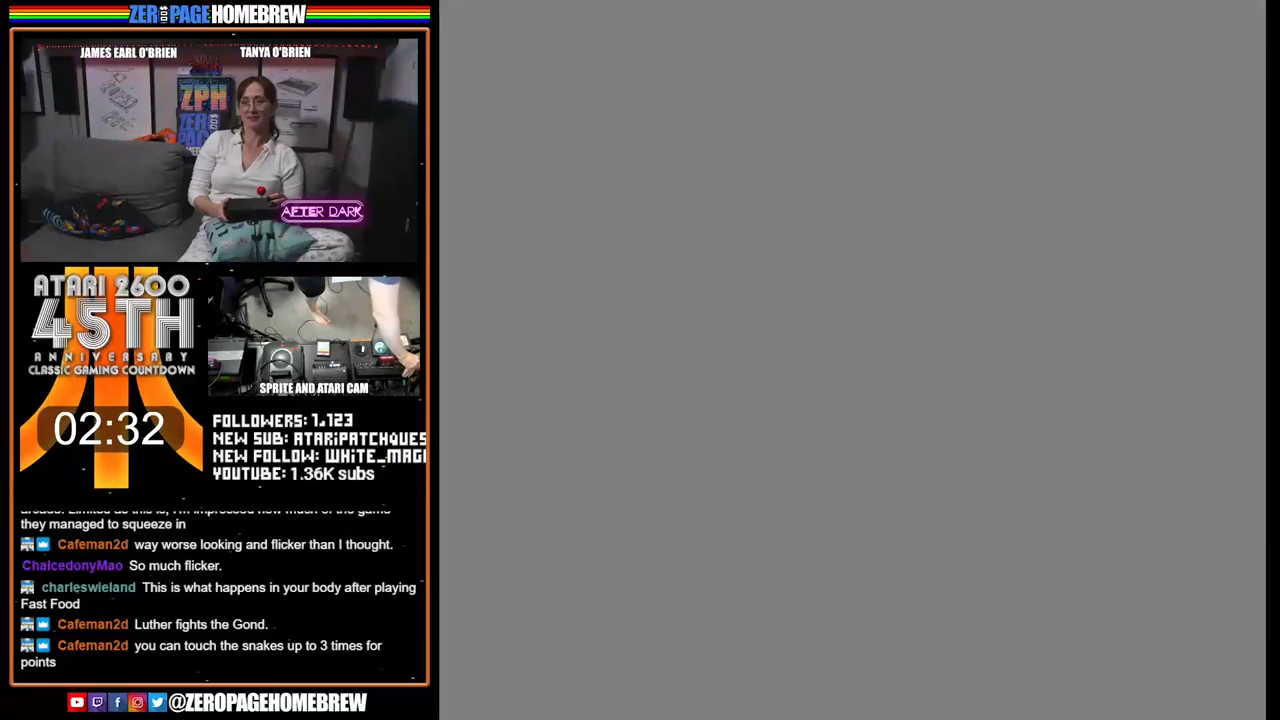 ZERO PAGE HOMEBREW
JAMES EARL O'BRIEN
TANYA O'BRIEN
ZPH
AFTER DARK
ATARI 2600
45TH
ANNIVERSARY
CLASSIC GAMING COUNTDOWN
02:32
SPRITE AND ATARI CAM
FOLLOWERS: 1,123
NEW SUB: ATARIPATCHQUES
NEW FOLLOW: WHITE_MAG
YOUTUBE: 1.36K subs
they managed to squeeze in
Cafeman2d way worse looking and flicker than I thought.
ChalcedonyMao So much flicker.
charleswieland This is what happens in your body after playing
Fast Food
Cafeman2d Luther fights the Gond.
Cafeman2d you can touch the snakes up to 3 times for
points
@ZEROPAGEHOMEBREW